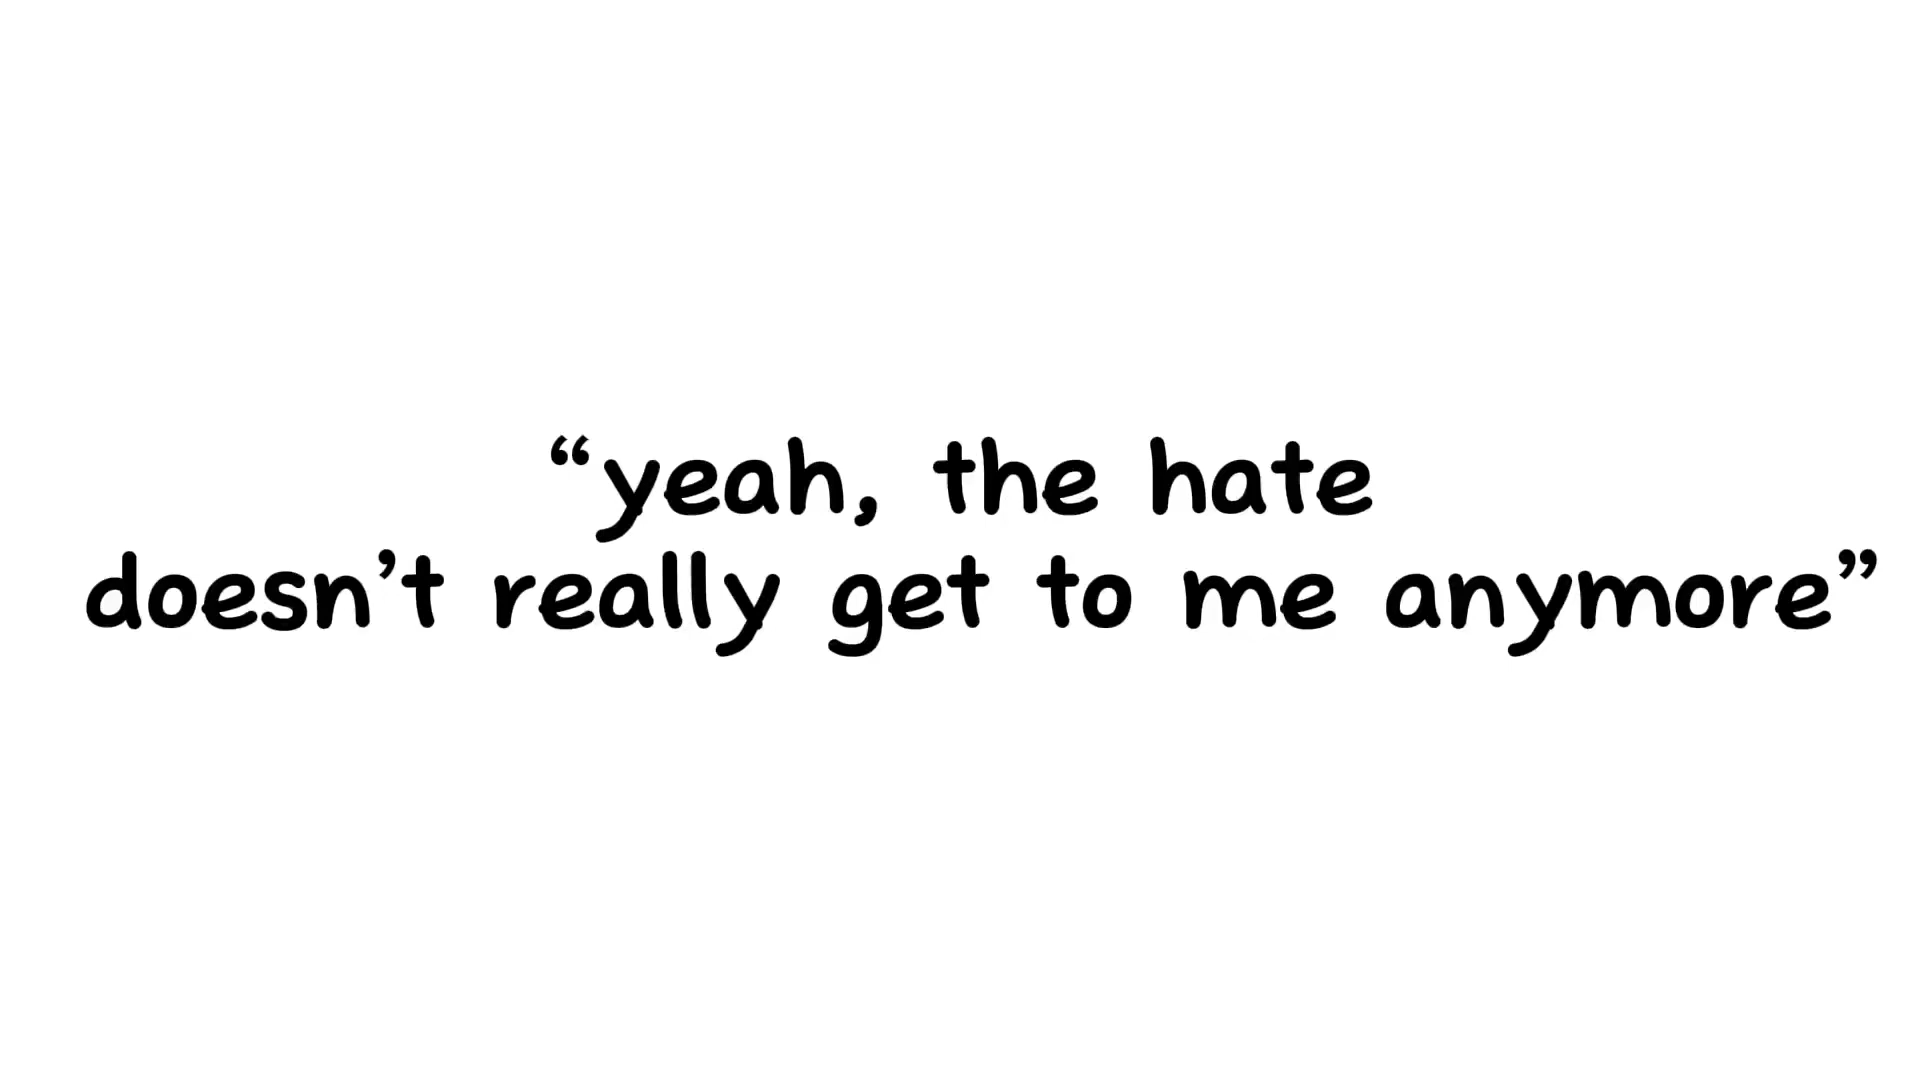 “yeah, the hate
doesn’t really get to me anymore”